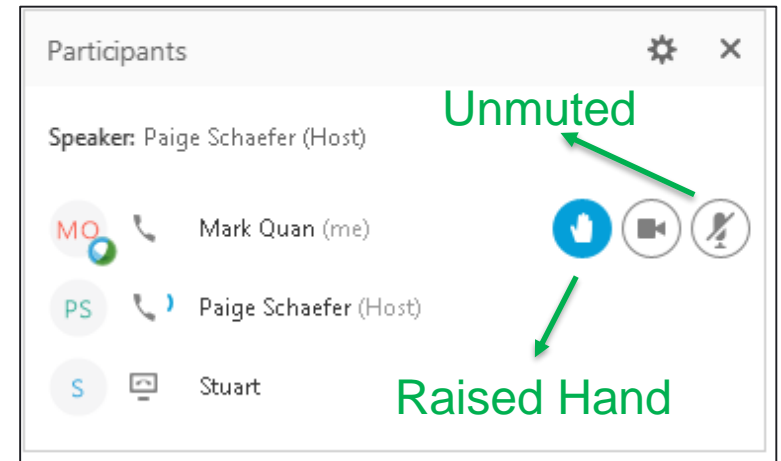 Participants
Unmuted
Speaker: Paige Schaefer (Host)
MQ Mark Quan (me)
PS Paige Schaefer (Host)
S Stuart
Raised Hand